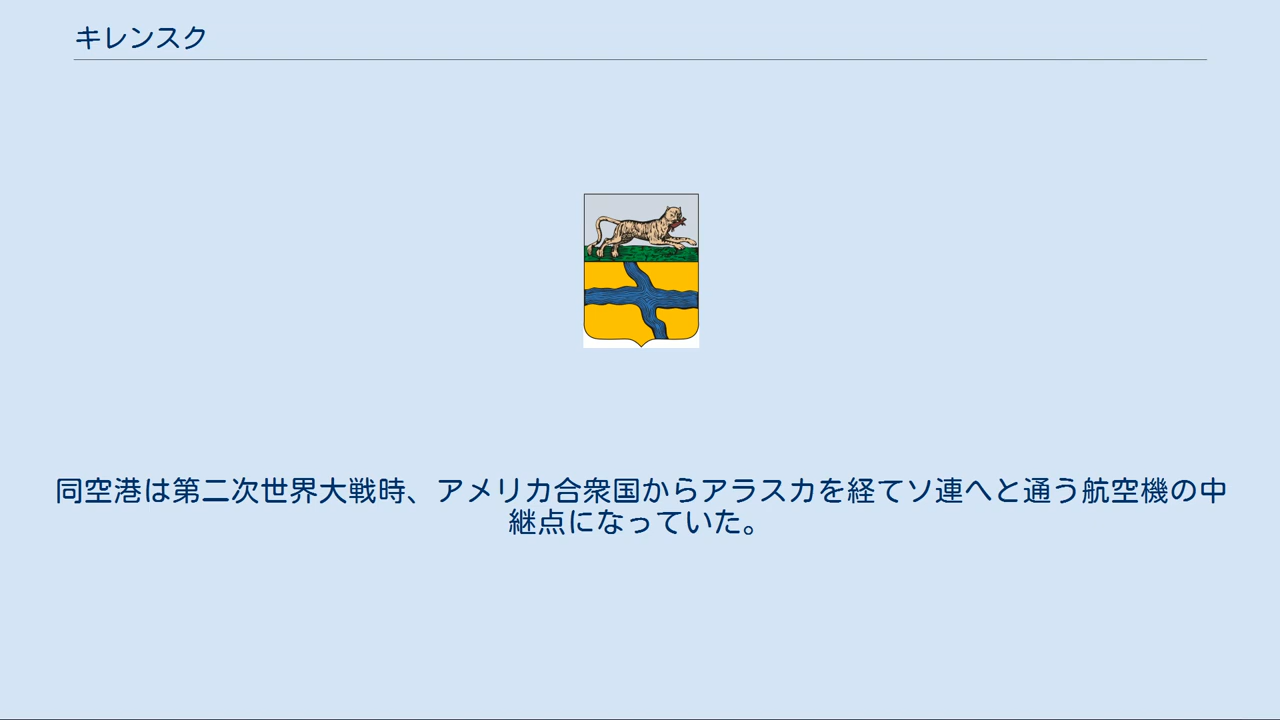 キレンスク
同空港は第二次世界大戦時、アメリカ合衆国からアラスカを経てソ連へと通う航空機の中
継点になっていた。